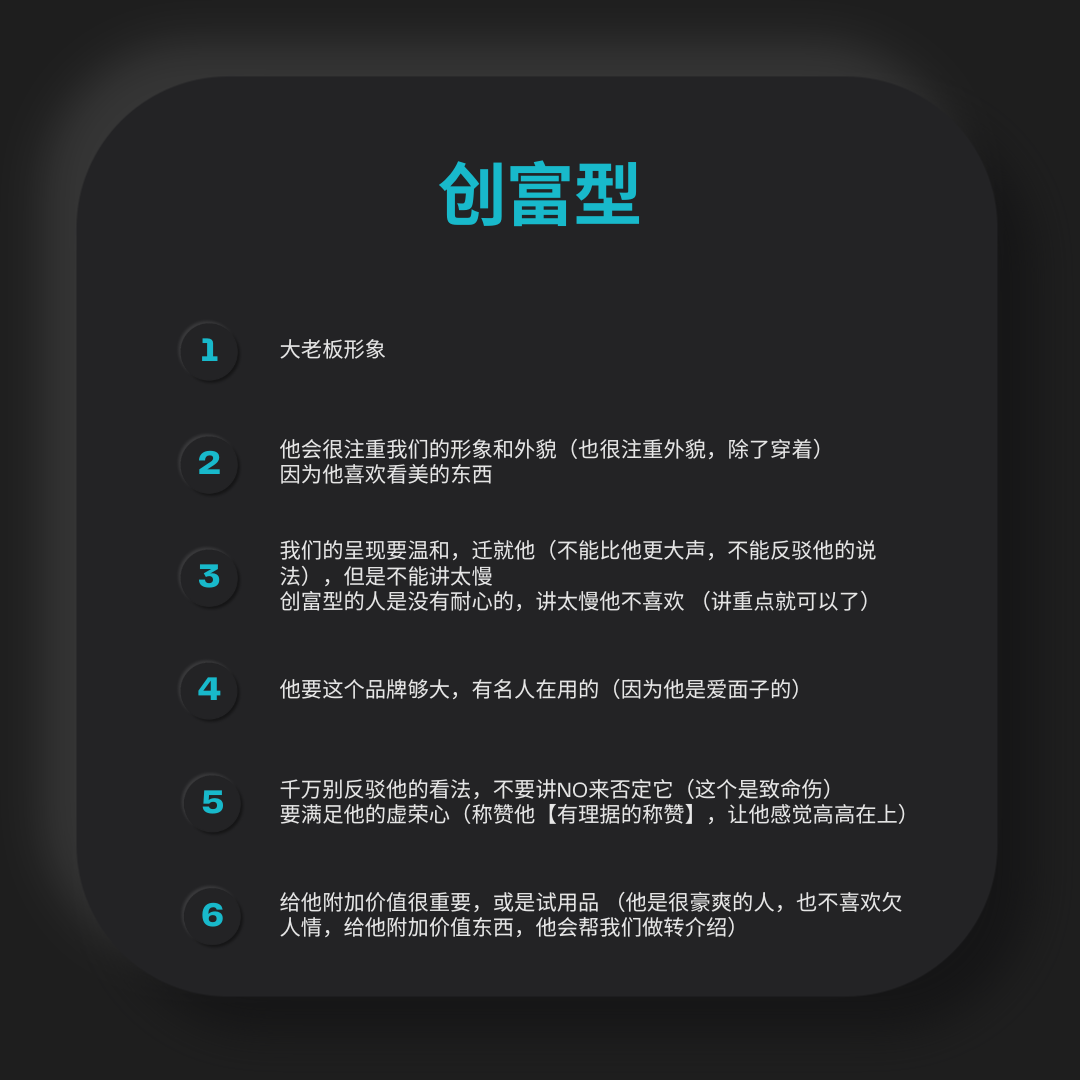 创富型
1
大老板形象
2
他会很注重我们的形象和外貌（也很注重外貌，除了穿着）
因为他喜欢看美的东西
3
我们的呈现要温和，迁就他（不能比他更大声，不能反驳他的说
法），但是不能讲太慢
创富型的人是没有耐心的，讲太慢他不喜欢 （讲重点就可以了）
4
他要这个品牌够大，有名人在用的（因为他是爱面子的）
5
千万别反驳他的看法，不要讲NO来否定它（这个是致命伤）
要满足他的虚荣心（称赞他【有理据的称赞】，让他感觉高高在上）
6
给他附加价值很重要，或是试用品 （他是很豪爽的人，也不喜欢欠
人情，给他附加价值东西，他会帮我们做转介绍）